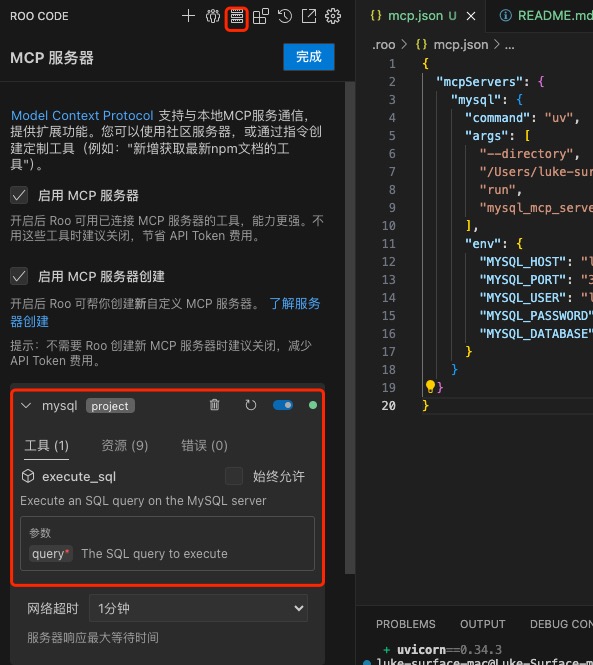 ROO CODE
MCP 服务器
完成
Model Context Protocol 支持与本地MCP服务通信，
提供扩展功能。您可以使用社区服务器，或通过指令创
建定制工具（例如："新增获取最新npm文档的工
具"）。
启用 MCP 服务器
开启后 Roo 可用已连接 MCP 服务器的工具，能力更强。不
用这些工具时建议关闭，节省 API Token 费用。
启用 MCP 服务器创建
开启后 Roo 可帮你创建新自定义 MCP 服务器。 了解服务
器创建
提示：不需要 Roo 创建新 MCP 服务器时建议关闭，减少
API Token 费用。
mysql project
工具 (1) 资源 (9) 错误 (0)
execute_sql 始终允许
Execute an SQL query on the MySQL server
参数
query* The SQL query to execute
网络超时 1分钟
服务器响应最大等待时间
{} mcp.json U × README.md
.roo > {} mcp.json > ...
1 {
2 "mcpServers": {
3 "mysql": {
4 "command": "uv",
5 "args": [
6 "--directory",
7 "/Users/luke-sur
8 "run",
9 "mysql_mcp_serve
10 ],
11 "env": {
12 "MYSQL_HOST": "l
13 "MYSQL_PORT": "3
14 "MYSQL_USER": "l
15 "MYSQL_PASSWORD"
16 "MYSQL_DATABASE"
17 }
18 }
19 }
20 }
PROBLEMS OUTPUT DEBUG CON
+ uvicorn==0.34.3
luke-surface-mac@Luke-Surface-m